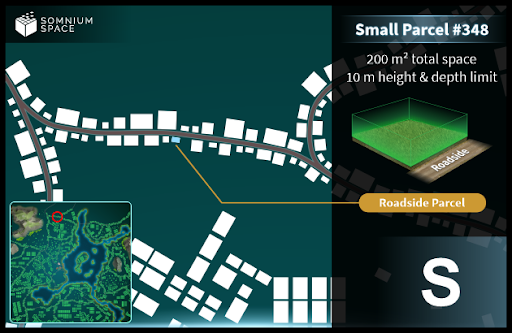 SOMNIUM
SPACE
Small Parcel #348
200 m² total space
10 m height & depth limit
Roadside
Roadside Parcel
S